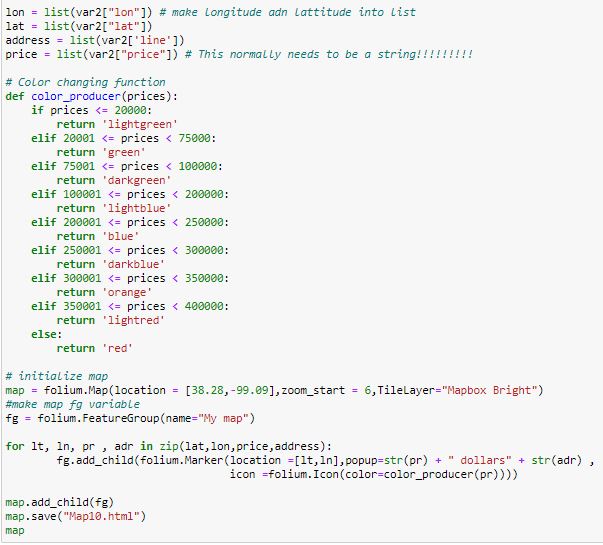 lon = list(var2["lon"]) # make Longitude adn Lattitude into list
lat = list(var2["lat"])
address = list(var2['line'])
price = list(var2["price"]) # This normally needs to be a string!!!!!!!!!
# Color changing function
def color_producer(prices):
    if prices <= 20000:
        return 'lightgreen'
    elif 20001 <= prices < 75000:
        return 'green'
    elif 75001 <= prices < 100000:
        return 'darkgreen'
    elif 100001 <= prices < 200000:
        return 'lightblue'
    elif 200001 <= prices < 250000:
        return 'blue'
    elif 250001 <= prices < 300000:
        return 'darkblue'
    elif 300001 <= prices < 350000:
        return 'orange'
    elif 350001 <= prices < 400000:
        return 'lightred'
    else:
        return 'red'
# initialize map
map = folium.Map(location = [38.28,-99.09],zoom_start = 6,TileLayer="Mapbox Bright")
#make map fg variable
fg = folium.FeatureGroup(name="My map")
for lt, ln, pr , adr in zip(lat,lon,price,address):
        fg.add_child(folium.Marker(location =[lt,ln],popup=str(pr) + " dollars" + str(adr) ,
                                   icon =folium.Icon(color=color_producer(pr))))
map.add_child(fg)
map.save("Map10.html")
map